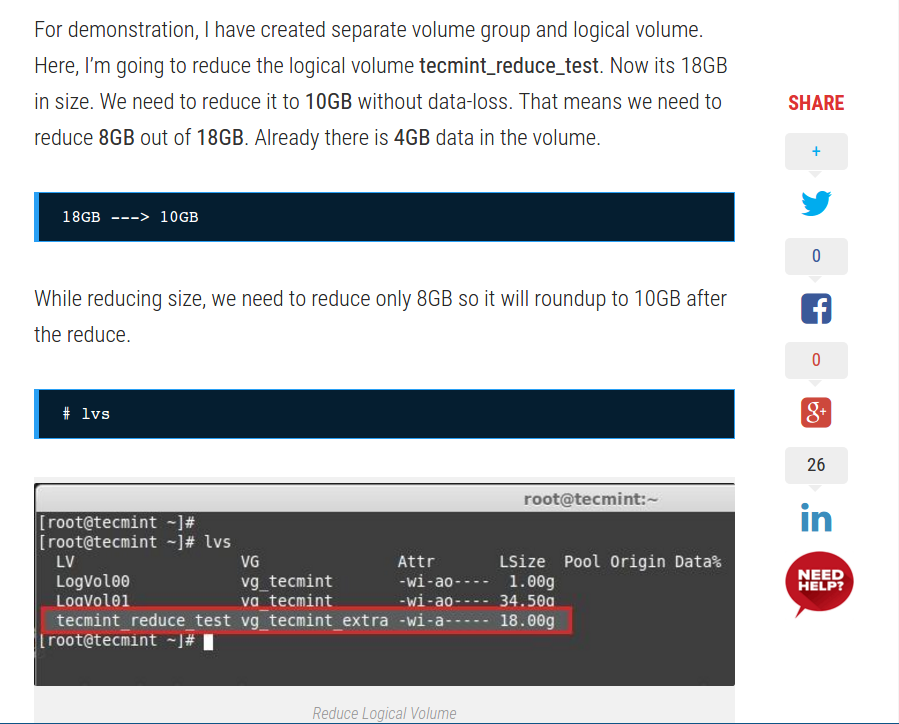 For demonstration, I have created separate volume group and logical volume.
Here, I'm going to reduce the logical volume tecmint_reduce_test. Now its 18GB
in size. We need to reduce it to 10GB without data-loss. That means we need to
reduce 8GB out of 18GB. Already there is 4GB data in the volume.
18GB ---> 10GB
While reducing size, we need to reduce only 8GB so it will roundup to 10GB after
the reduce.
# lvs
root@tecmint:~
[root@tecmint ~]#
[root@tecmint ~]# lvs
LV VG Attr LSize Pool Origin Data%
LogVol00 vg_tecmint -wi-ao---- 1.00g
LogVol01 vg_tecmint -wi-ao---- 34.50g
tecmint_reduce_test vg_tecmint_extra -wi-a----- 18.00g
[root@tecmint ~]#
Reduce Logical Volume
SHARE
+
0
0
26
NEED
HELP?